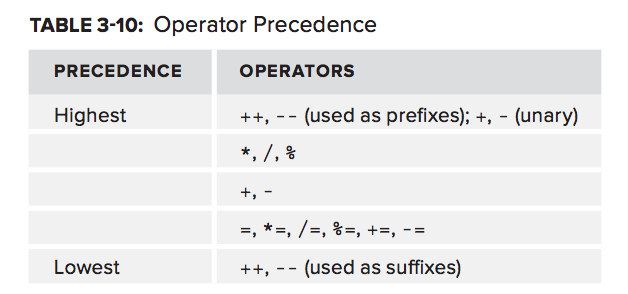 TABLE 3-10: Operator Precedence
PRECEDENCE OPERATORS
Highest ++, -- (used as prefixes); +, - (unary)
*, /, %
+, -
=, *=, /=, %=, +=, -=
Lowest ++, -- (used as suffixes)